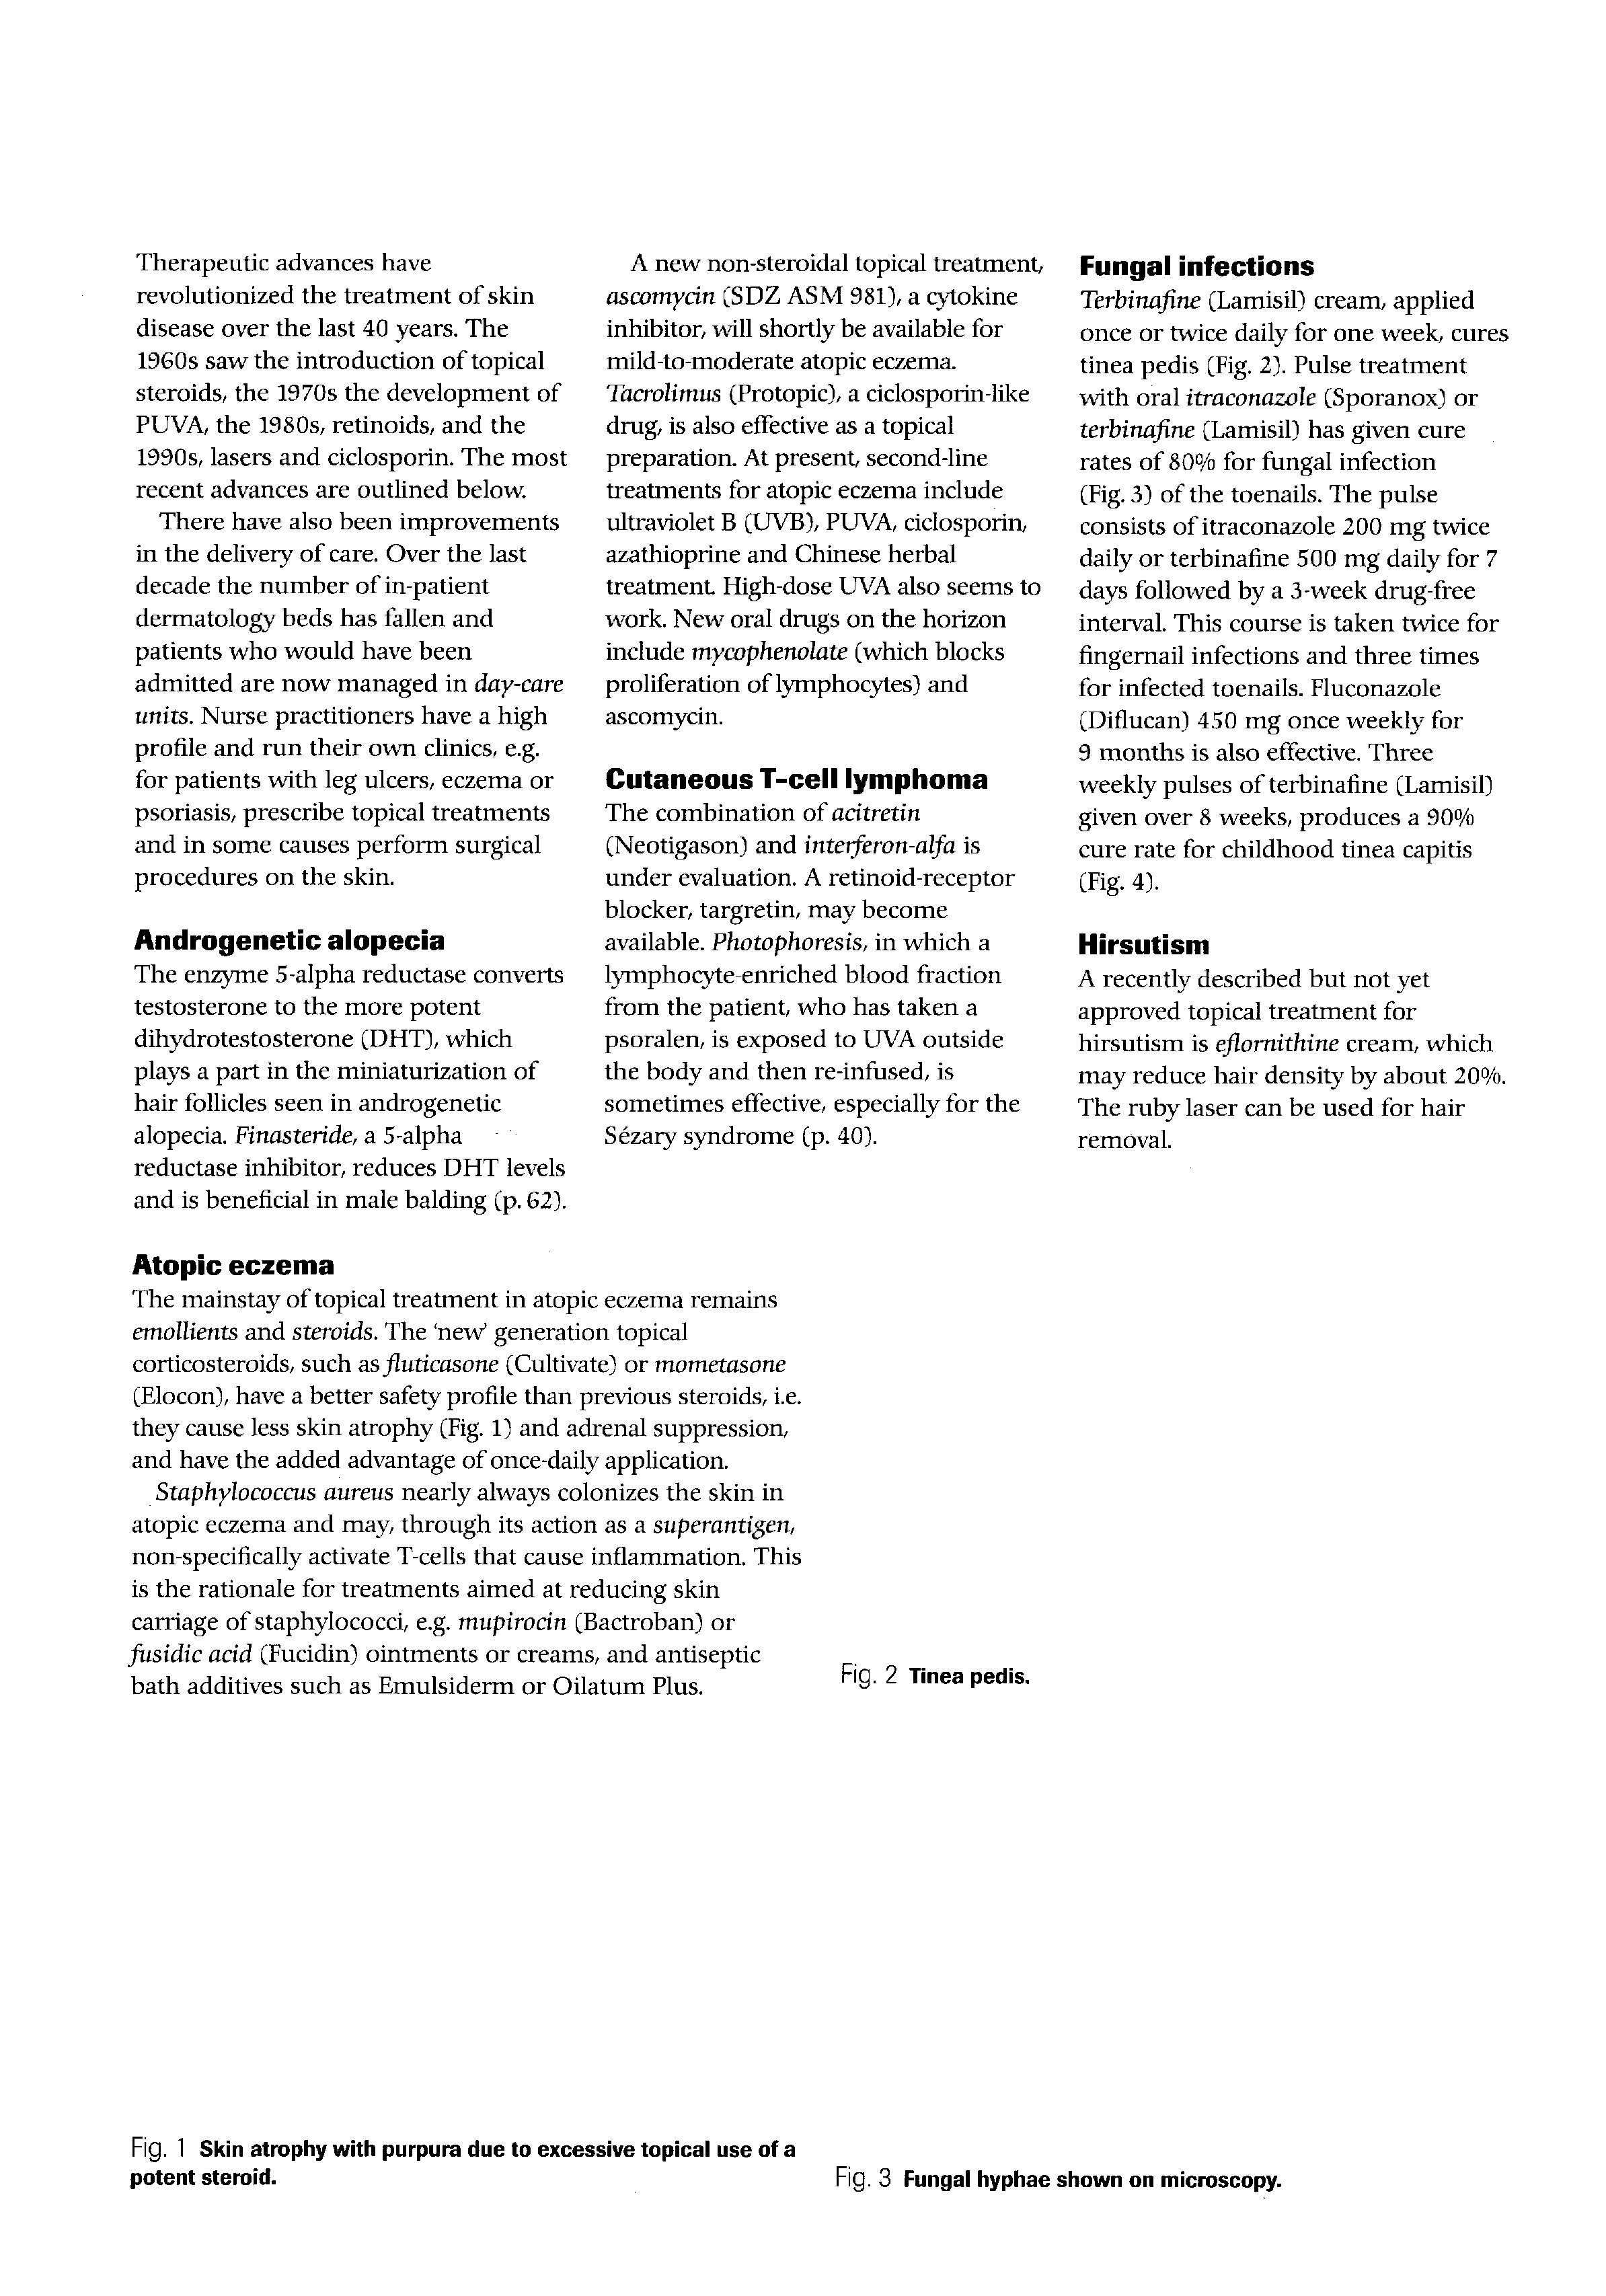 Therapeutic advances have
revolutionized the treatment of skin
disease over the last 40 years. The
1960s saw the introduction of topical
steroids, the 1970s the development of
PUVA, the 1980s, retinoids, and the
1990s, lasers and ciclosporin. The most
recent advances are outlined below.
There have also been improvements
in the delivery of care. Over the last
decade the number of in-patient
dermatology beds has fallen and
patients who would have been
admitted are now managed in day-care
units. Nurse practitioners have a high
profile and run their own clinics, e.g.
for patients with leg ulcers, eczema or
psoriasis, prescribe topical treatments
and in some causes perform surgical
procedures on the skin.
Androgenetic alopecia
The enzyme 5-alpha reductase converts
testosterone to the more potent
dihydrotestosterone (DHT), which
plays a part in the miniaturization of
hair follicles seen in androgenetic
alopecia. Finasteride, a 5-alpha
reductase inhibitor, reduces DHT levels
and is beneficial in male balding (p. 62).
Atopic eczema
The mainstay of topical treatment in atopic eczema remains
emollients and steroids. The ‘new’ generation topical
corticosteroids, such as fluticasone (Cultivate) or mometasone
(Elocon), have a better safety profile than previous steroids, i.e.
they cause less skin atrophy (Fig. 1) and adrenal suppression,
and have the added advantage of once-daily application.
Staphylococcus aureus nearly always colonizes the skin in
atopic eczema and may, through its action as a superantigen,
non-specifically activate T-cells that cause inflammation. This
is the rationale for treatments aimed at reducing skin
carriage of staphylococci, e.g. mupirocin (Bactroban) or
fusidic acid (Fucidin) ointments or creams, and antiseptic
bath additives such as Emulsiderm or Oilatum Plus.
A new non-steroidal topical treatment,
ascomycin (SDZ ASM 981), a cytokine
inhibitor, will shortly be available for
mild-to-moderate atopic eczema.
Tacrolimus (Protopic), a ciclosporin-like
drug, is also effective as a topical
preparation. At present, second-line
treatments for atopic eczema include
ultraviolet B (UVB), PUVA, ciclosporin,
azathioprine and Chinese herbal
treatment. High-dose UVA also seems to
work. New oral drugs on the horizon
include mycophenolate (which blocks
proliferation of lymphocytes) and
ascomycin.
Cutaneous T-cell lymphoma
The combination of acitretin
(Neotigason) and interferon-alfa is
under evaluation. A retinoid-receptor
blocker, targretin, may become
available. Photophoresis, in which a
lymphocyte-enriched blood fraction
from the patient, who has taken a
psoralen, is exposed to UVA outside
the body and then re-infused, is
sometimes effective, especially for the
Sézary syndrome (p. 40).
Fungal infections
Terbinafine (Lamisil) cream, applied
once or twice daily for one week, cures
tinea pedis (Fig. 2). Pulse treatment
with oral itraconazole (Sporanox) or
terbinafine (Lamisil) has given cure
rates of 80% for fungal infection
(Fig. 3) of the toenails. The pulse
consists of itraconazole 200 mg twice
daily or terbinafine 500 mg daily for 7
days followed by a 3-week drug-free
interval. This course is taken twice for
fingernail infections and three times
for infected toenails. Fluconazole
(Diflucan) 450 mg once weekly for
9 months is also effective. Three
weekly pulses of terbinafine (Lamisil)
given over 8 weeks, produces a 90%
cure rate for childhood tinea capitis
(Fig. 4).
Hirsutism
A recently described but not yet
approved topical treatment for
hirsutism is eflornithine cream, which
may reduce hair density by about 20%.
The ruby laser can be used for hair
removal.
Fig. 2 Tinea pedis.
Fig. 1 Skin atrophy with purpura due to excessive topical use of a
potent steroid.
Fig. 3 Fungal hyphae shown on microscopy.